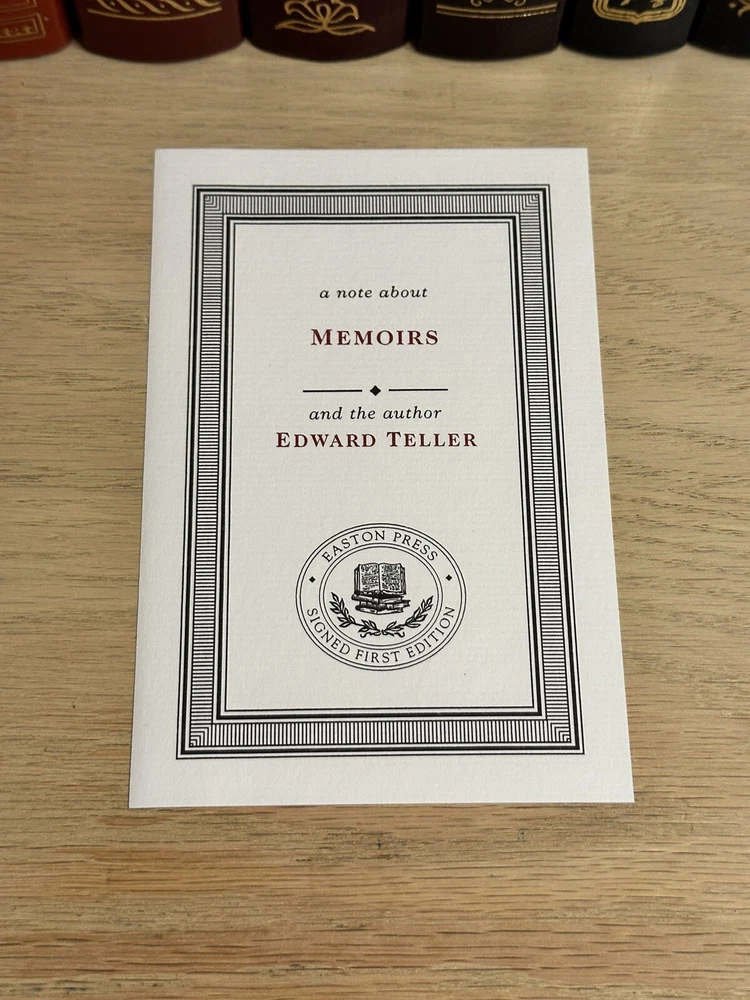 a note about
MEMOIRS
and the author
EDWARD TELLER
EASTON PRESS
SIGNED FIRST EDITION